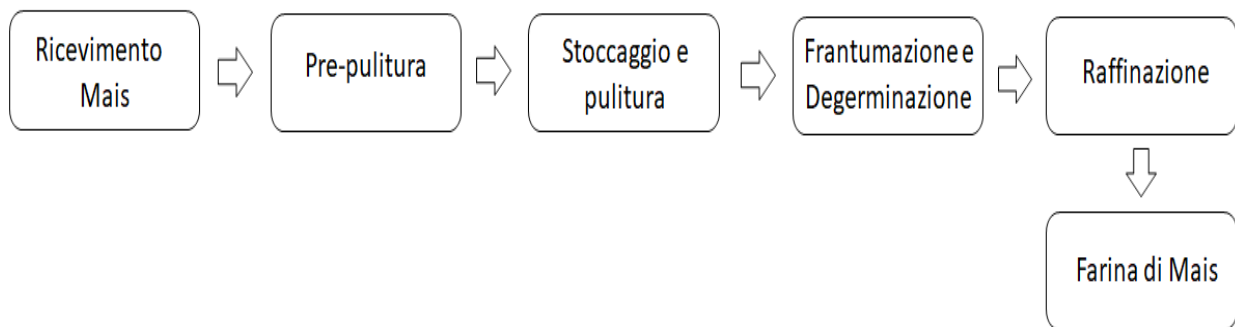 Ricevimento
Mais
Pre-pulitura
Stoccaggio e
pulitura
Frantumazione e
Degerminazione
Raffinazione
Farina di Mais